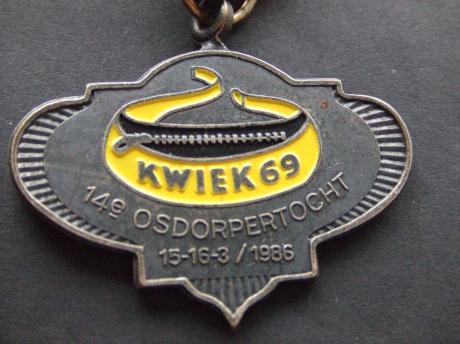 KWIEK 69
14e OSDORPERTOCHT
15-16-3/1986